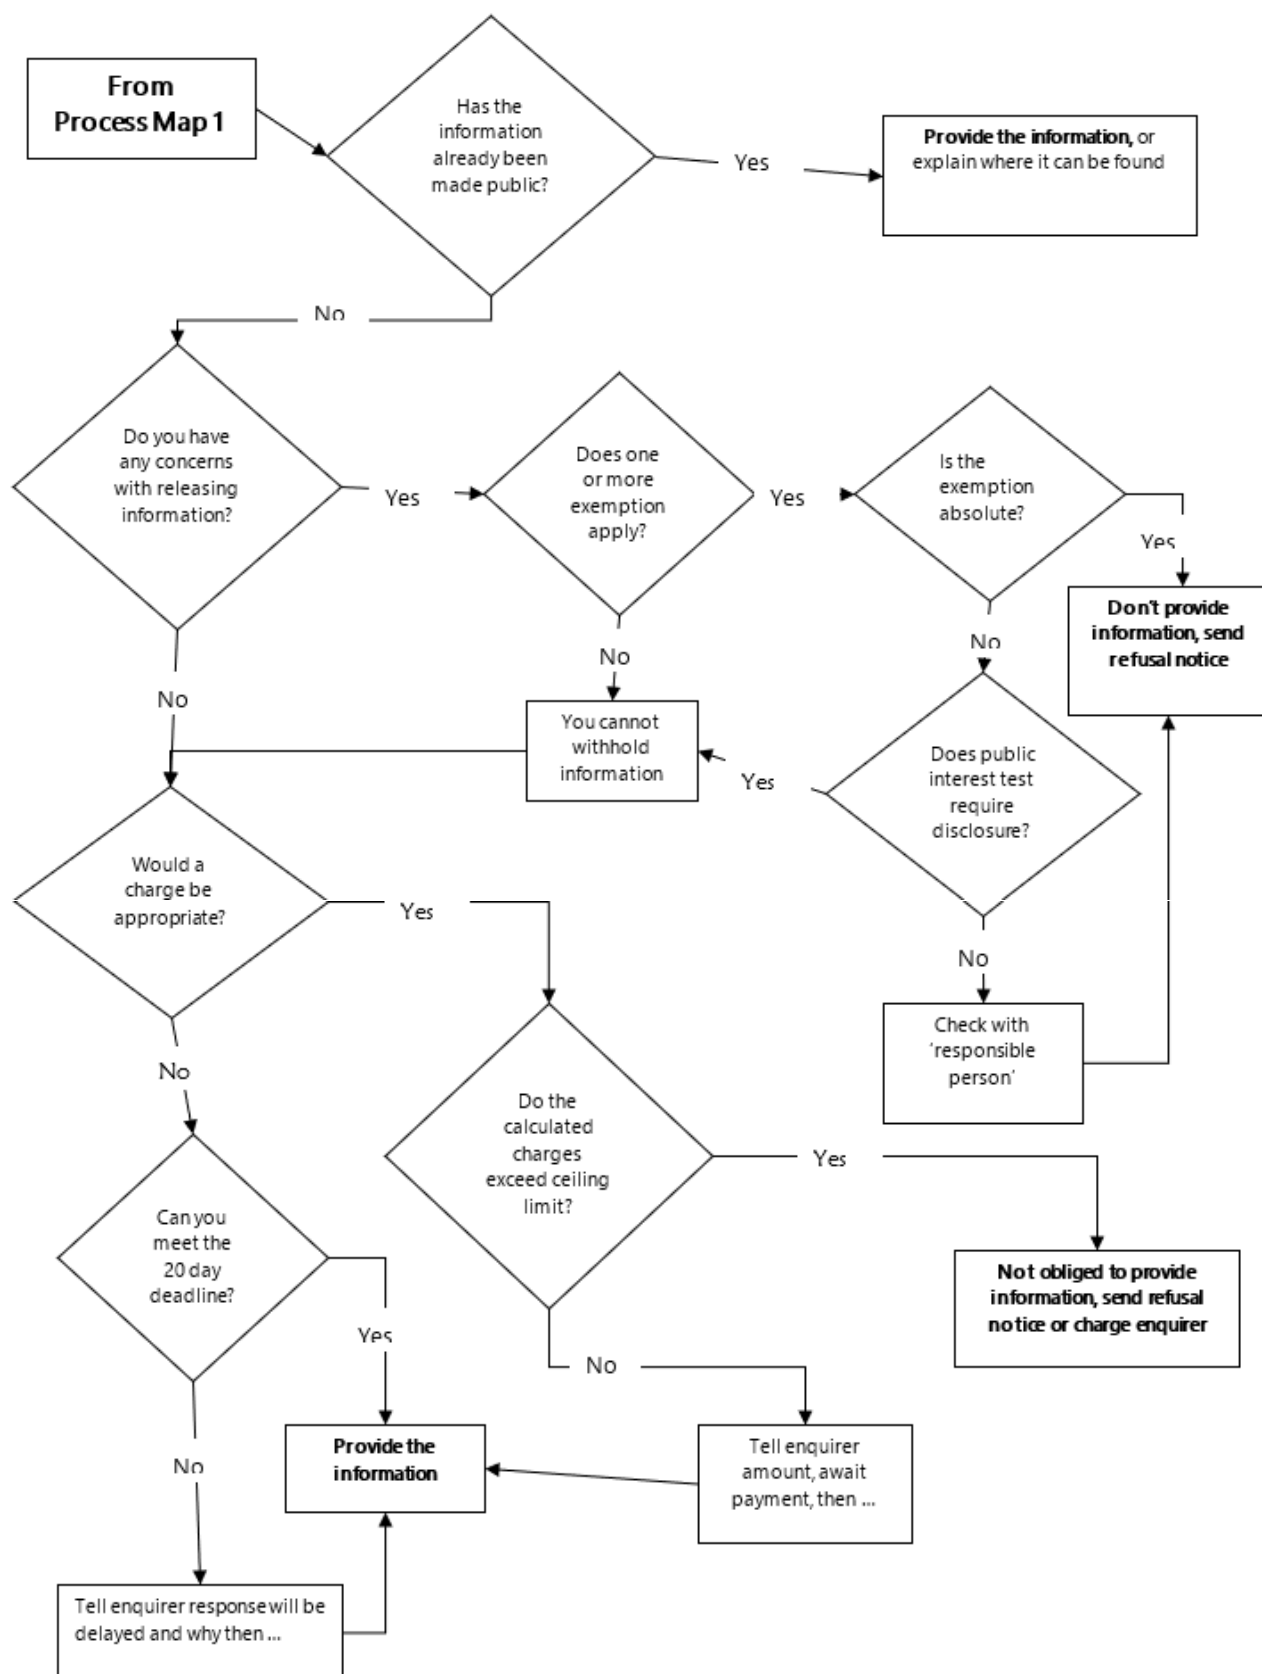 From
Process Map 1
Has the
information
already been
made public?
Yes
Provide the information, or
explain where it can be found
No
Do you have
any concerns
with releasing
information?
Yes
Does one
or more
exemption
apply?
Yes
Is the
exemption
absolute?
Yes
Don't provide
information, send
refusal notice
No
No
No
You cannot
withhold
information
Yes
Does public
interest test
require
disclosure?
Would a
charge be
appropriate?
Yes
No
Check with
'responsible
person'
No
Do the
calculated
charges
exceed ceiling
limit?
Yes
Can you
meet the
20 day
deadline?
Not obliged to provide
information, send refusal
notice or charge enquirer
Yes
No
No
Provide the
information
Tell enquirer
amount, await
payment, then ...
Tell enquirer response will be
delayed and why then ...